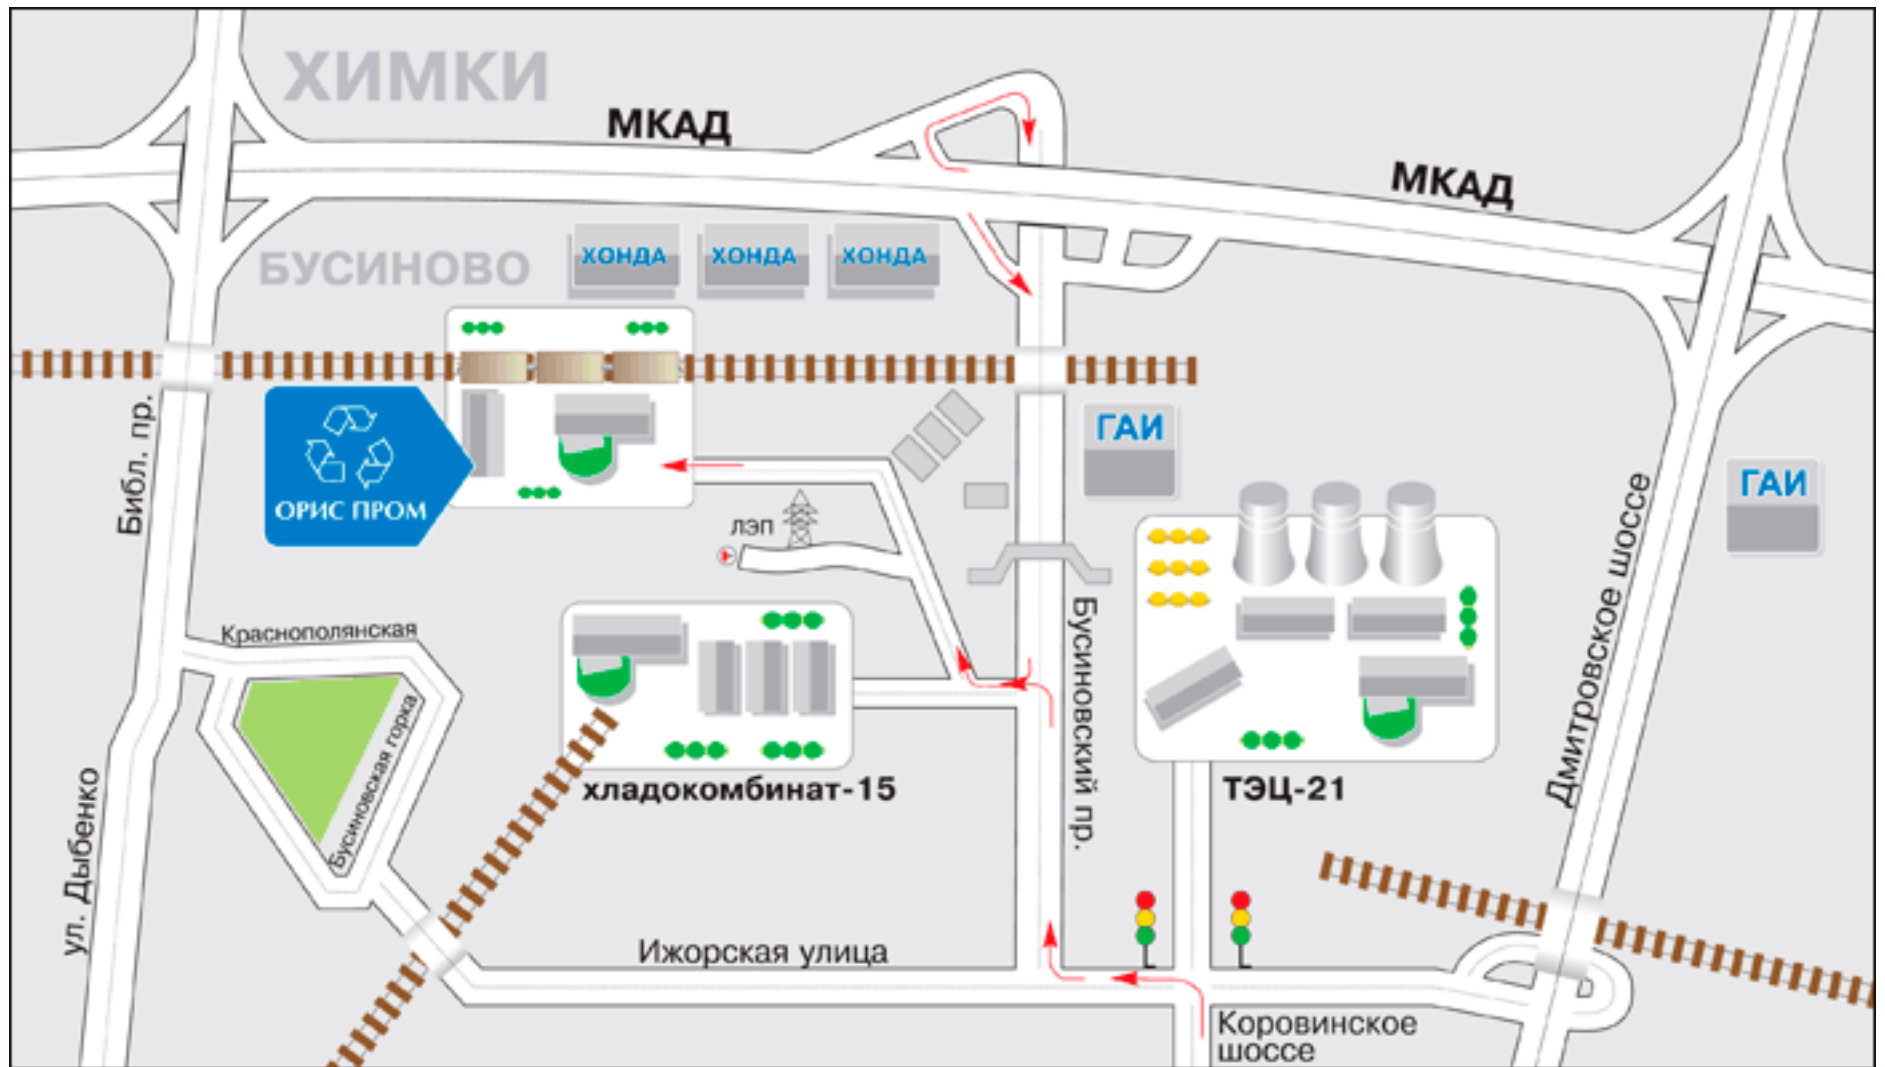 ХИМКИ
МКАД
МКАД
БУСИНОВО
ХОНДА
ХОНДА
ХОНДА
Библ. пр.
ОРИС ПРОМ
ГАИ
ГАИ
лэп
Дмитровское шоссе
Краснополянская
Бусиновская горка
Бусиновский пр.
хладокомбинат-15
ТЭЦ-21
ул. Дыбенко
Ижорская улица
Коровинское
шоссе